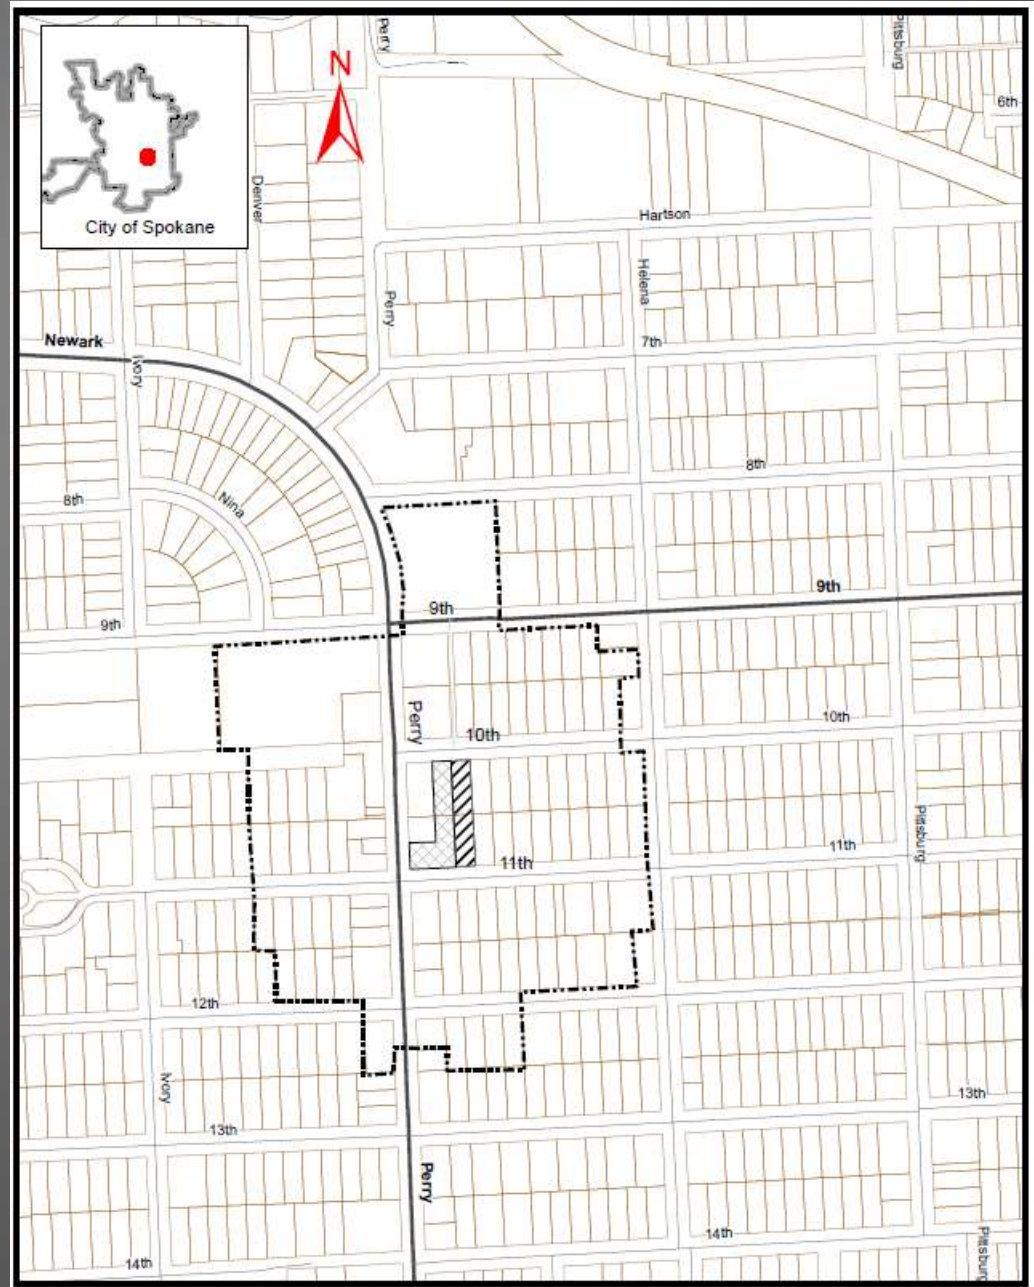 Perry
Pittsburg
N
6th
City of Spokane
Denver
Hartson
Helena
Perry
Newark
7th
Ivory
8th
8th
Nina
9th
9th
9th
Perry
10th
10th
Pittsburg
11th
11th
12th
Ivory
13th
13th
Perry
14th
14th
Pittsburg